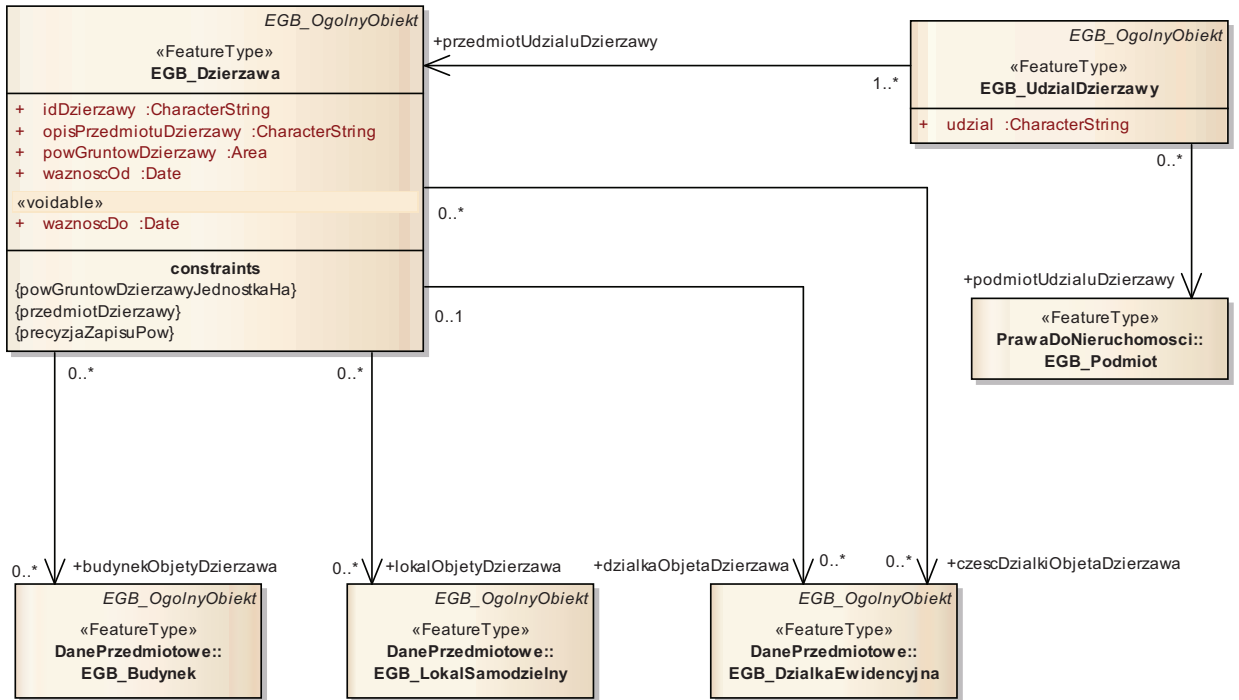 EGB_OgolnyObiekt
«FeatureType»
EGB_Dzierzawa
+ idDzierzawy :CharacterString
+ opisPrzedmiotuDzierzawy :CharacterString
+ powGruntowDzierzawy :Area
+ waznoscOd :Date
«voidable»
+ waznoscDo :Date
constraints
{powGruntowDzierzawyJednostkaHa}
{przedmiotDzierzawy}
{precyzjaZapisuPow}
+przedmiotUdzialuDzierzawy
1..*
EGB_OgolnyObiekt
«FeatureType»
EGB_UdzialDzierzawy
+ udzial :CharacterString
0..*
+podmiotUdzialuDzierzawy
«FeatureType»
PrawaDoNieruchomosci::
EGB_Podmiot
0..*
0..1
0..*
0..*
0..*
+budynekObjetyDzierzawa
0..*
+lokalObjetyDzierzawa
+dzialkaObjetaDzierzawa
0..*
0..*
+czescDzialkiObjetaDzierzawa
EGB_OgolnyObiekt
«FeatureType»
DanePrzedmiotowe::
EGB_Budynek
EGB_OgolnyObiekt
«FeatureType»
DanePrzedmiotowe::
EGB_LokalSamodzielny
EGB_OgolnyObiekt
«FeatureType»
DanePrzedmiotowe::
EGB_DzialkaEwidencyjna